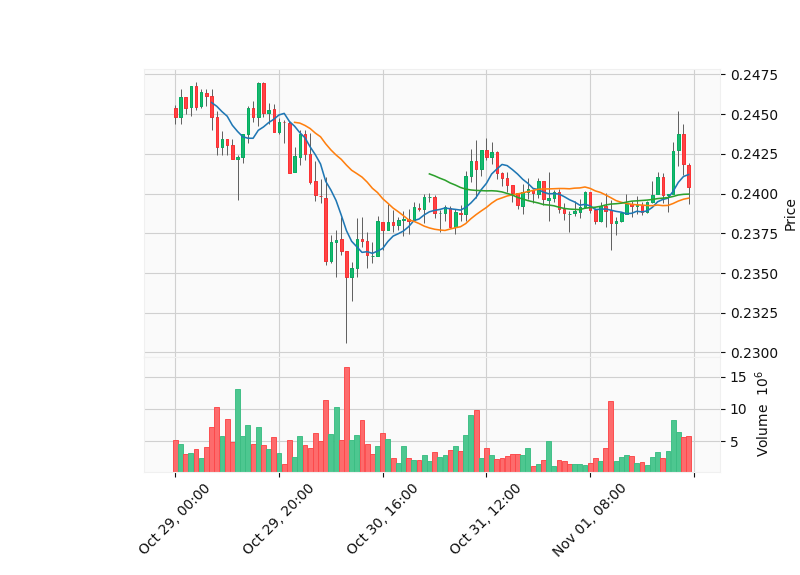 0.2475
0.2450
0.2425
0.2400
0.2375
0.2350
0.2325
0.2300
Price
15
10
5
Volume 10^6
Oct 29, 00:00
Oct 29, 20:00
Oct 30, 16:00
Oct 31, 12:00
Nov 01, 08:00